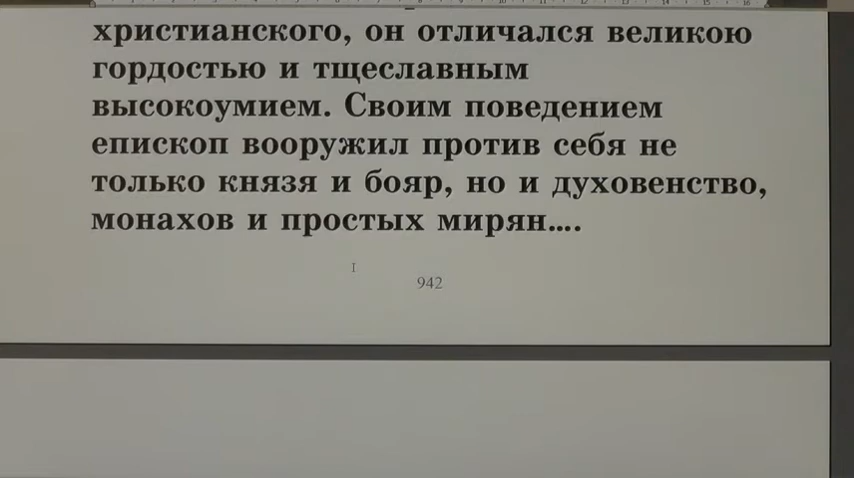 христианского, он отличался великою
гордостью и тщеславным
высокоумием. Своим поведением
епископ вооружил против себя не
только князя и бояр, но и духовенство,
монахов и простых мирян....
942